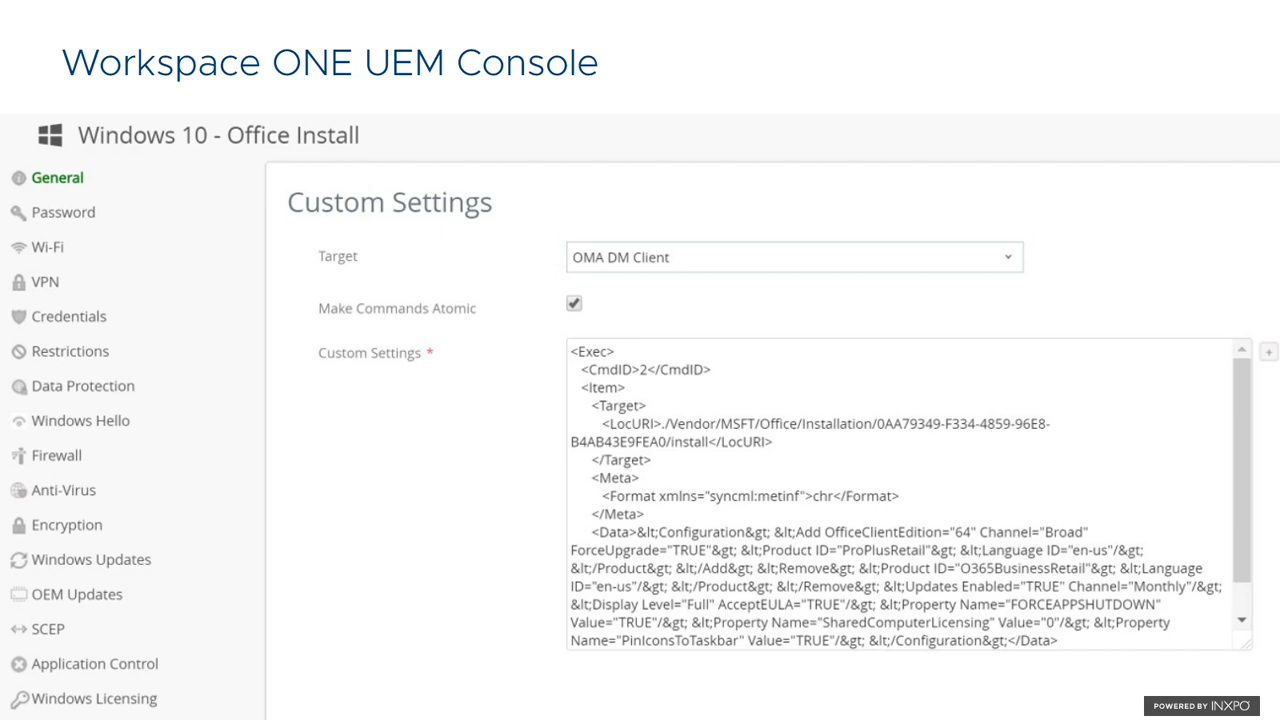 Workspace ONE UEM Console
Windows 10 - Office Install
General
Password
Wi-Fi
VPN
Credentials
Restrictions
Data Protection
Windows Hello
Firewall
Anti-Virus
Encryption
Windows Updates
OEM Updates
SCEP
Application Control
Windows Licensing
Custom Settings
Target
OMA DM Client
Make Commands Atomic
Custom Settings *
<Exec>
<CmdID>2</CmdID>
<Item>
<Target>
<LocURI>./Vendor/MSFT/Office/Installation/0AA79349-F334-4859-96E8-
B4AB43E9FEA0/install</LocURI>
</Target>
<Meta>
<Format xmlns="syncml:metinf">chr</Format>
</Meta>
<Data>&lt;Configuration&gt; &lt;Add OfficeClientEdition="64" Channel="Broad"
ForceUpgrade="TRUE"&gt; &lt;Product ID="ProPlusRetail"&gt; &lt;Language ID="en-us"/&gt;
&lt;/Product&gt; &lt;/Add&gt; &lt;Remove&gt; &lt;Product ID="O365BusinessRetail"&gt; &lt;Language
ID="en-us"/&gt; &lt;/Product&gt; &lt;/Remove&gt; &lt;Updates Enabled="TRUE" Channel="Monthly"/&gt;
&lt;Display Level="Full" AcceptEULA="TRUE"/&gt; &lt;Property Name="FORCEAPPSHUTDOWN"
Value="TRUE"/&gt; &lt;Property Name="SharedComputerLicensing" Value="0"/&gt; &lt;Property
Name="PinIconsToTaskbar" Value="TRUE"/&gt; &lt;/Configuration&gt;</Data>
POWERED BY INXPO